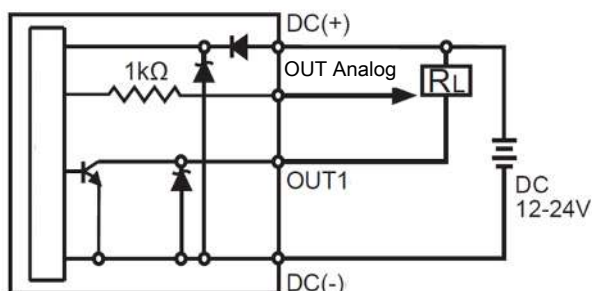 DC(+)
1kΩ
OUT Analog
RL
OUT1
DC
12-24V
DC(-)